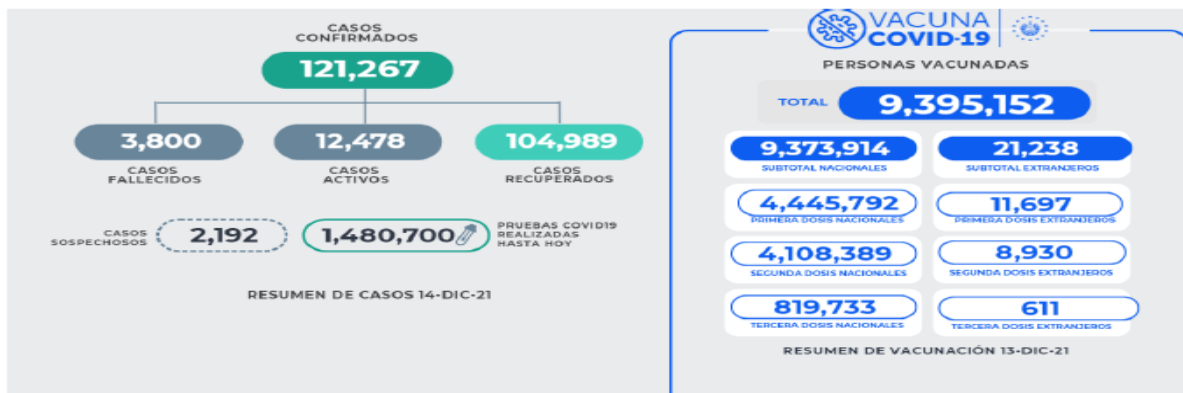 CASOS
CONFIRMADOS
121,267
3,800
CASOS
FALLECIDOS
12,478
CASOS
ACTIVOS
104,989
CASOS
RECUPERADOS
CASOS
SOSPECHOSOS
2,192
1,480,700
PRUEBAS COVID19
REALIZADAS
HASTA HOY
RESUMEN DE CASOS 14-DIC-21
VACUNA
COVID-19
PERSONAS VACUNADAS
TOTAL 9,395,152
9,373,914
SUBTOTAL NACIONALES
21,238
SUBTOTAL EXTRANJEROS
4,445,792
PRIMERA DOSIS NACIONALES
11,697
PRIMERA DOSIS EXTRANJEROS
4,108,389
SEGUNDA DOSIS NACIONALES
8,930
SEGUNDA DOSIS EXTRANJEROS
819,733
TERCERA DOSIS NACIONALES
611
TERCERA DOSIS EXTRANJEROS
RESUMEN DE VACUNACIÓN 13-DIC-21